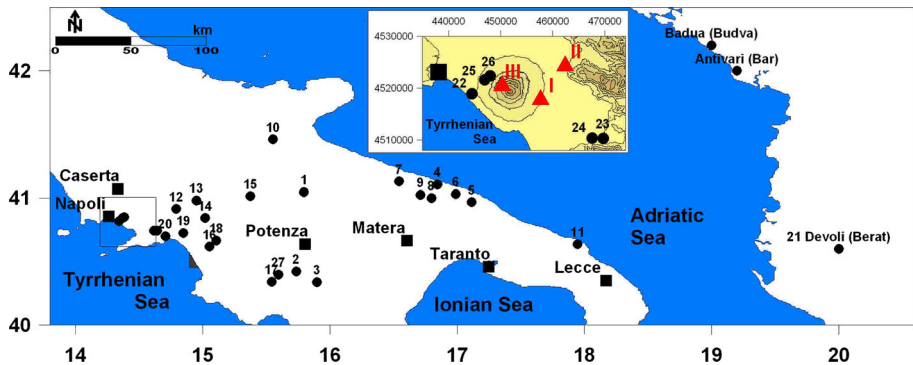 N
0 50 100
km
440000 450000 460000 470000
4530000
4520000
4510000
II
III
I
26
25
22
24 23
Tyrrhenian
Sea
Badua (Budva)
Antivari (Bar)
42
41
40
10
Caserta
Napoli
12
13
14
15
1
7
9
8
4
6
5
20
19
16
18
Potenza
Matera
Taranto
11
Lecce
Adriatic
Sea
21 Devoli (Berat)
27
2
3
Tyrrhenian
Sea
Ionian Sea
14 15 16 17 18 19 20